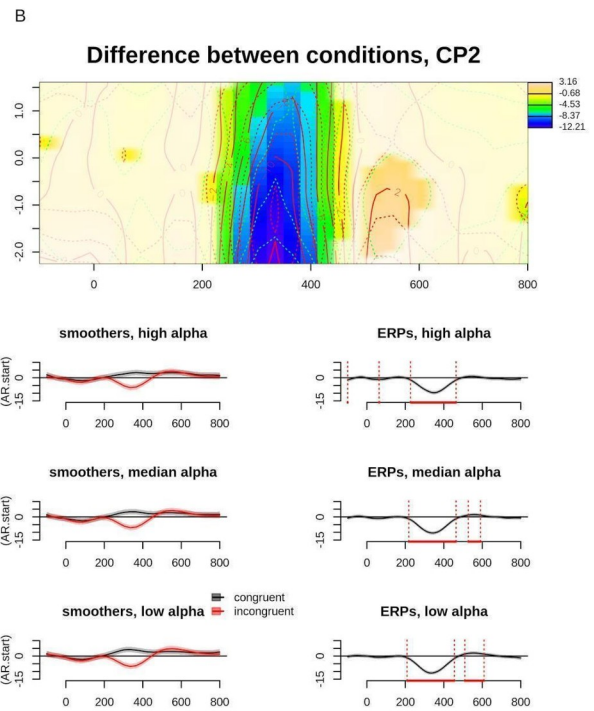 B
Difference between conditions, CP2
3.16
-0.68
-4.53
-8.37
-12.21
1.0
0.0
-1.0
-2.0
0 200 400 600 800
2
smoothers, high alpha ERPs, high alpha
(AR.start)
0
-15
0
-15
0 200 400 600 800 0 200 400 600 800
smoothers, median alpha ERPs, median alpha
(AR.start)
0
-15
0
-15
0 200 400 600 800 0 200 400 600 800
congruent
smoothers, low alpha incongruent ERPs, low alpha
(AR.start)
0
-15
0
-15
0 200 400 600 800 0 200 400 600 800